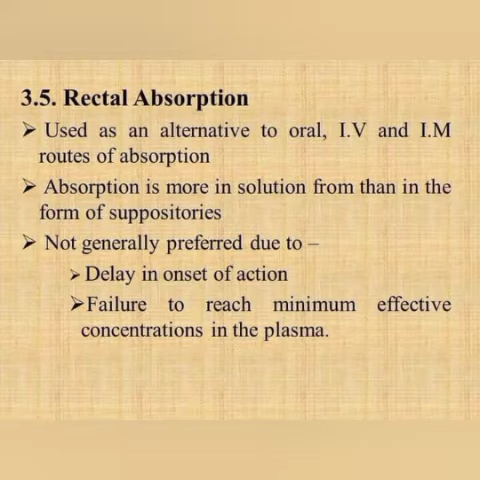 3.5. Rectal Absorption
➢ Used as an alternative to oral, I.V and I.M
routes of absorption
➢ Absorption is more in solution from than in the
form of suppositories
➢ Not generally preferred due to –
➢ Delay in onset of action
➢Failure to reach minimum effective
concentrations in the plasma.